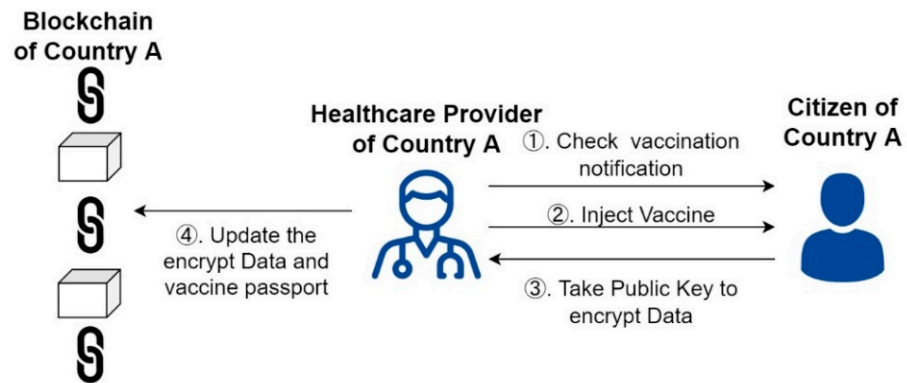 Blockchain
of Country A
Healthcare Provider
of Country A
Citizen of
Country A
①. Check vaccination
notification
②. Inject Vaccine
③. Take Public Key to
encrypt Data
④. Update the
encrypt Data and
vaccine passport